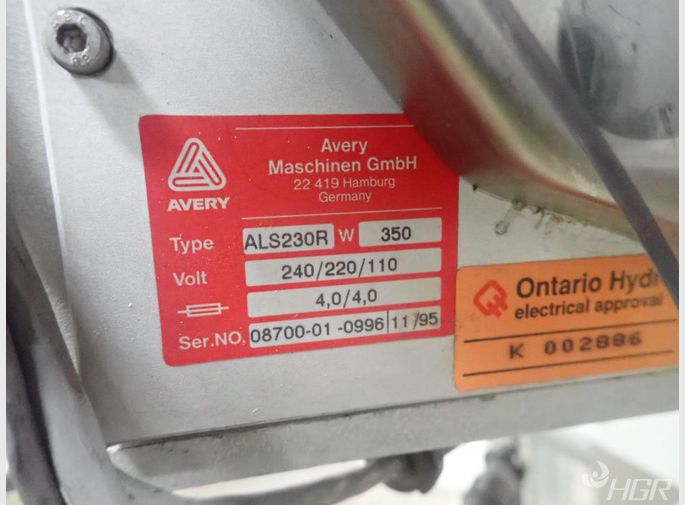 AVERY
Avery
Maschinen GmbH
22 419 Hamburg
Germany
Type ALS230R W 350
Volt 240/220/110
4,0/4,0
Ser.NO. 08700-01-0996 11/95
Ontario Hydr
electrical approval
K 002886
HGR